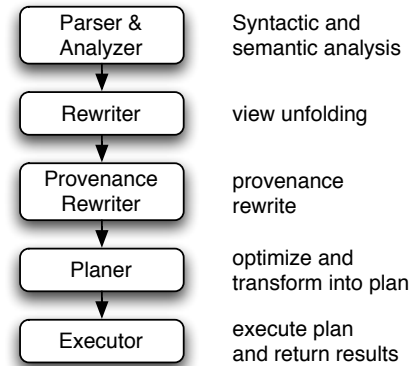 Parser &
Analyzer
Syntactic and
semantic analysis
Rewriter
view unfolding
Provenance
Rewriter
provenance
rewrite
Planer
optimize and
transform into plan
Executor
execute plan
and return results